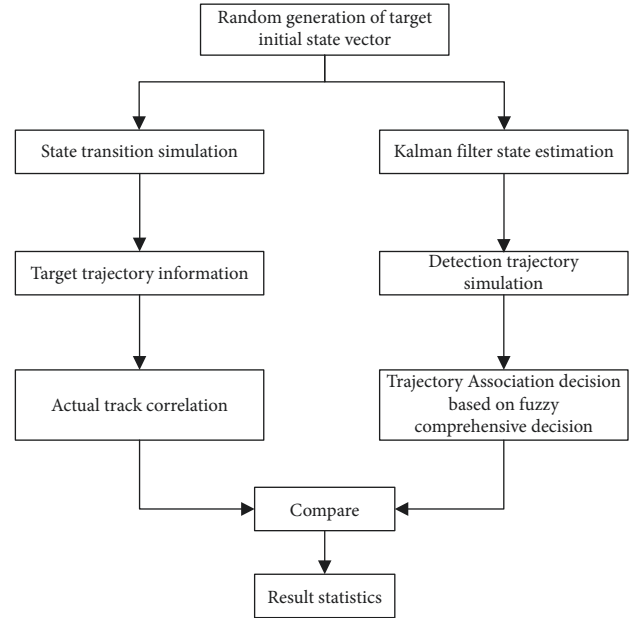 Random generation of target
initial state vector
State transition simulation
Kalman filter state estimation
Target trajectory information
Detection trajectory
simulation
Actual track correlation
Trajectory Association decision
based on fuzzy
comprehensive decision
Compare
Result statistics